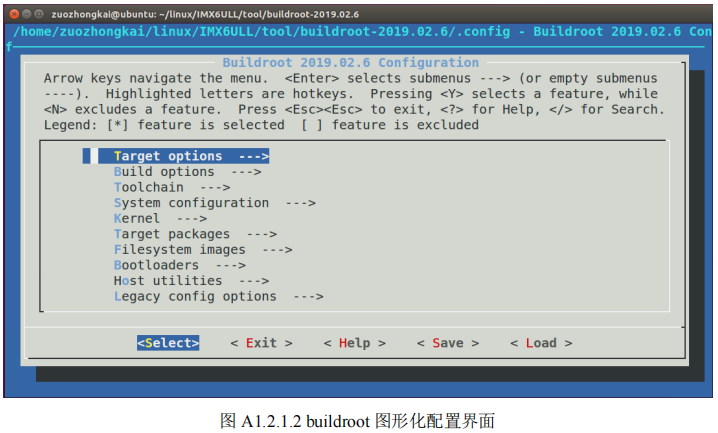 zuozhongkai@ubuntu: ~/linux/IMX6ULL/tool/buildroot-2019.02.6
/home/zuozhongkai/linux/IMX6ULL/tool/buildroot-2019.02.6/.config - Buildroot 2019.02.6 Con
f
Buildroot 2019.02.6 Configuration
Arrow keys navigate the menu.  <Enter> selects submenus ---> (or empty submenus
----).  Highlighted letters are hotkeys.  Pressing <Y> selects a feature, while
<N> excludes a feature.  Press <Esc><Esc> to exit, <?> for Help, </> for Search.
Legend: [*] feature is selected  [ ] feature is excluded
Target options  --->
Build options  --->
Toolchain  --->
System configuration  --->
Kernel  --->
Target packages  --->
Filesystem images  --->
Bootloaders  --->
Host utilities  --->
Legacy config options  --->
<Select>    < Exit >    < Help >    < Save >    < Load >
图 A1.2.1.2 buildroot 图形化配置界面